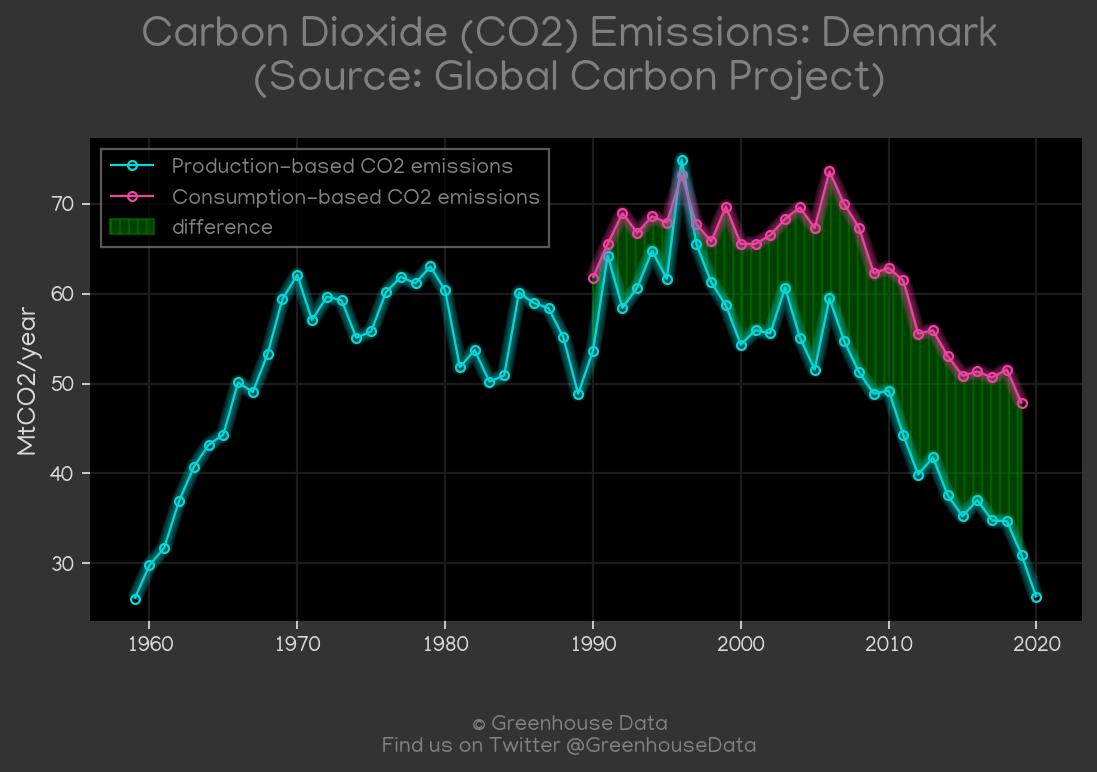 Carbon Dioxide (CO2) Emissions: Denmark
(Source: Global Carbon Project)
Production-based CO2 emissions
Consumption-based CO2 emissions
difference
MtCO2/year
70
60
50
40
30
1960 1970 1980 1990 2000 2010 2020
© Greenhouse Data
Find us on Twitter @GreenhouseData